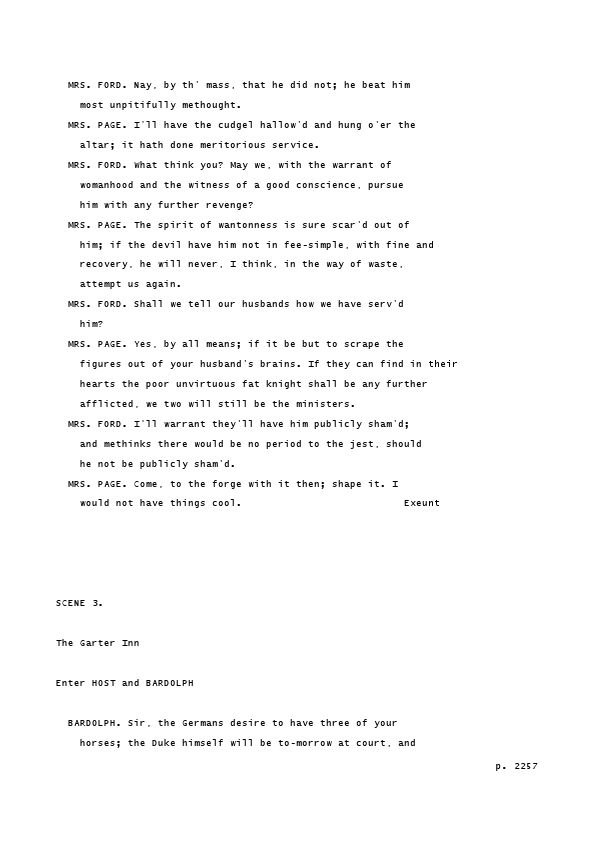 MRS. FORD. Nay, by th' mass, that he did not; he beat him
most unpitifully methought.
MRS. PAGE. I'll have the cudgel hallow'd and hung o'er the
altar; it hath done meritorious service.
MRS. FORD. What think you? May we, with the warrant of
womanhood and the witness of a good conscience, pursue
him with any further revenge?
MRS. PAGE. The spirit of wantonness is sure scar'd out of
him; if the devil have him not in fee-simple, with fine and
recovery, he will never, I think, in the way of waste,
attempt us again.
MRS. FORD. Shall we tell our husbands how we have serv'd
him?
MRS. PAGE. Yes, by all means; if it be but to scrape the
figures out of your husband's brains. If they can find in their
hearts the poor unvirtuous fat knight shall be any further
afflicted, we two will still be the ministers.
MRS. FORD. I'll warrant they'll have him publicly sham'd;
and methinks there would be no period to the jest, should
he not be publicly sham'd.
MRS. PAGE. Come, to the forge with it then; shape it. I
would not have things cool. Exeunt
SCENE 3.
The Garter Inn
Enter HOST and BARDOLPH
BARDOLPH. Sir, the Germans desire to have three of your
horses; the Duke himself will be to-morrow at court, and
p. 2257